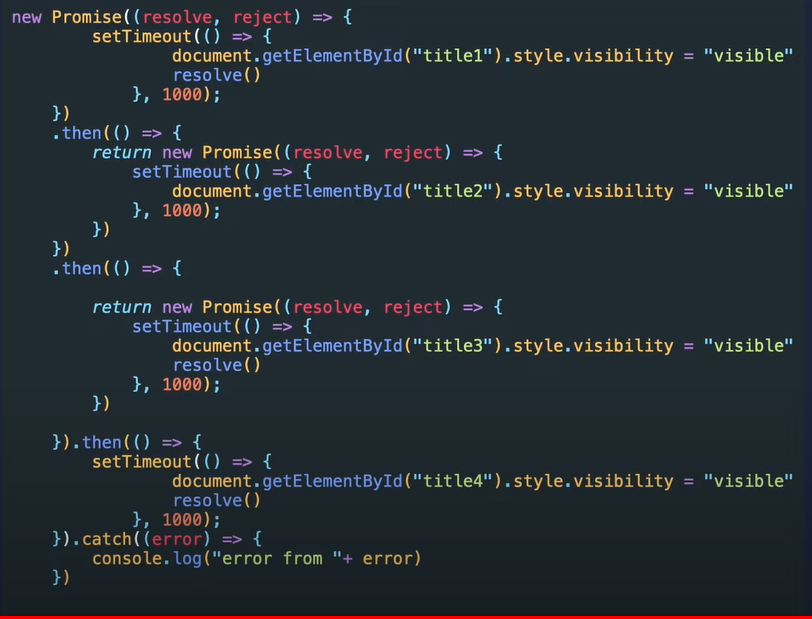 new Promise((resolve, reject) => {
setTimeout(() => {
document.getElementById("title1").style.visibility = "visible"
resolve()
}, 1000);
})
.then(() => {
return new Promise((resolve, reject) => {
setTimeout(() => {
document.getElementById("title2").style.visibility = "visible"
}, 1000);
})
})
.then(() => {
return new Promise((resolve, reject) => {
setTimeout(() => {
document.getElementById("title3").style.visibility = "visible"
resolve()
}, 1000);
})
}).then(() => {
setTimeout(() => {
document.getElementById("title4").style.visibility = "visible"
resolve()
}, 1000);
}).catch((error) => {
console.log("error from "+ error)
})